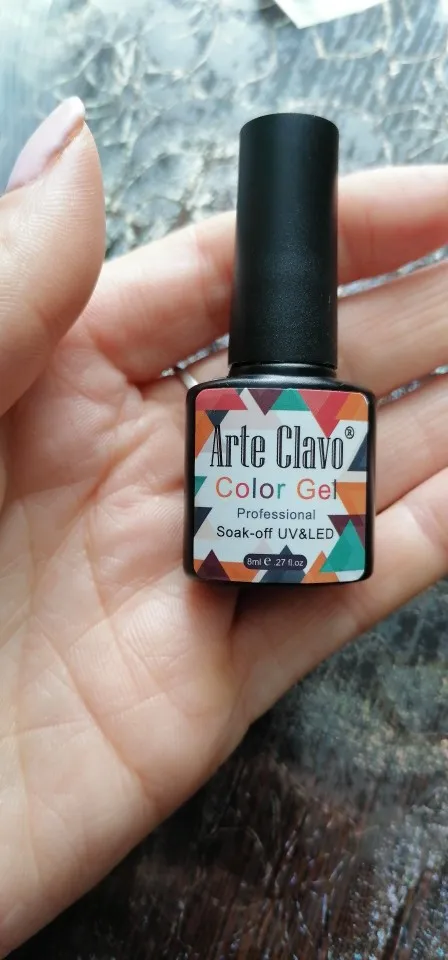 Arte Clavo®
Color Gel
Professional
Soak-off UV&LED
8ml ℮ .27 fl.oz